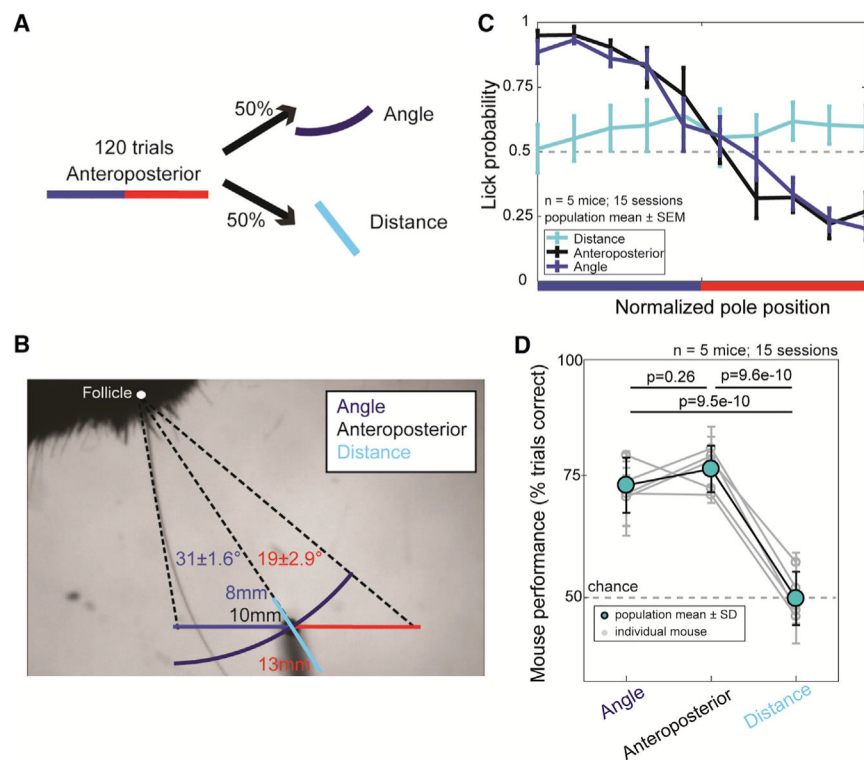 A
120 trials
Anteroposterior
50%
50%
Angle
Distance
B
Follicle
Angle
Anteroposterior
Distance
31±1.6°
19±2.9°
8mm
10mm
13mm
C
Lick probability
1
0.75
0.5
0.25
0
n = 5 mice; 15 sessions
population mean ± SEM
Distance
Anteroposterior
Angle
Normalized pole position
D
n = 5 mice; 15 sessions
Mouse performance (% trials correct)
100
75
50
p=0.26
p=9.6e-10
p=9.5e-10
chance
population mean ± SD
individual mouse
Angle
Anteroposterior
Distance